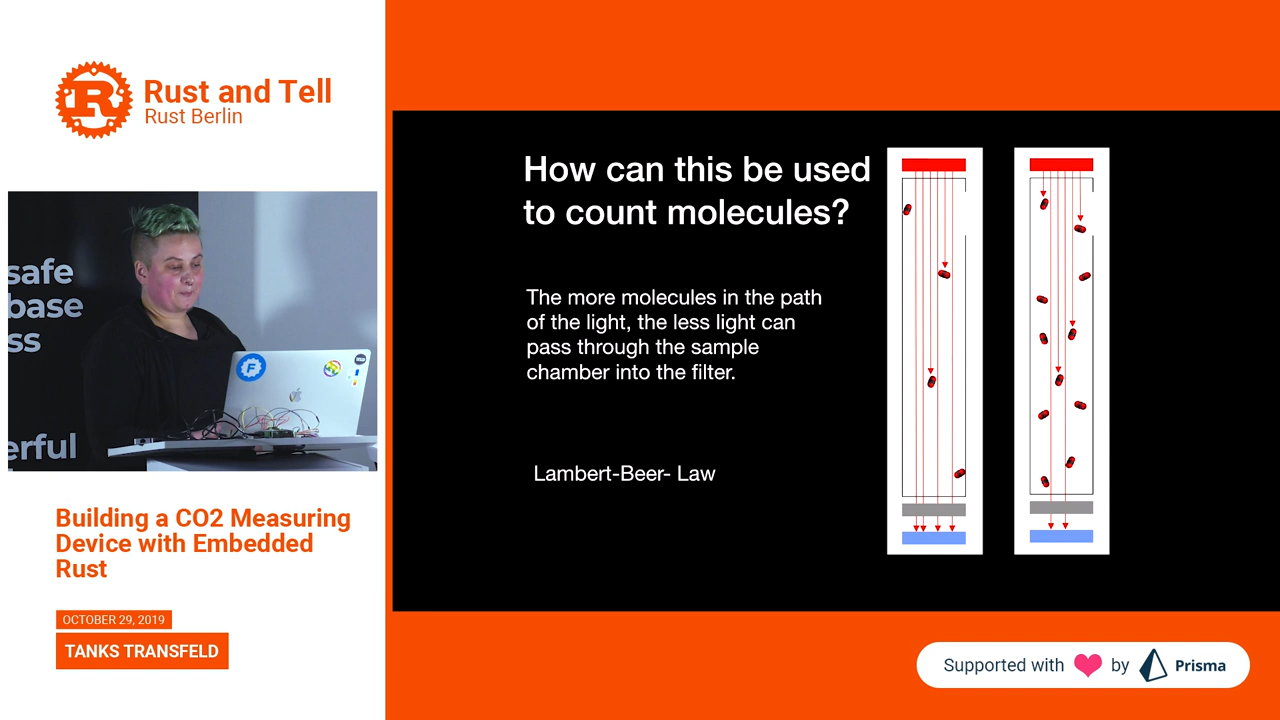 Rust and Tell
Rust Berlin
safe
base
ss
erful
F
Building a CO2 Measuring
Device with Embedded
Rust
OCTOBER 29, 2019
TANKS TRANSFELD
How can this be used
to count molecules?
The more molecules in the path
of the light, the less light can
pass through the sample
chamber into the filter.
Lambert-Beer- Law
Supported with by Prisma